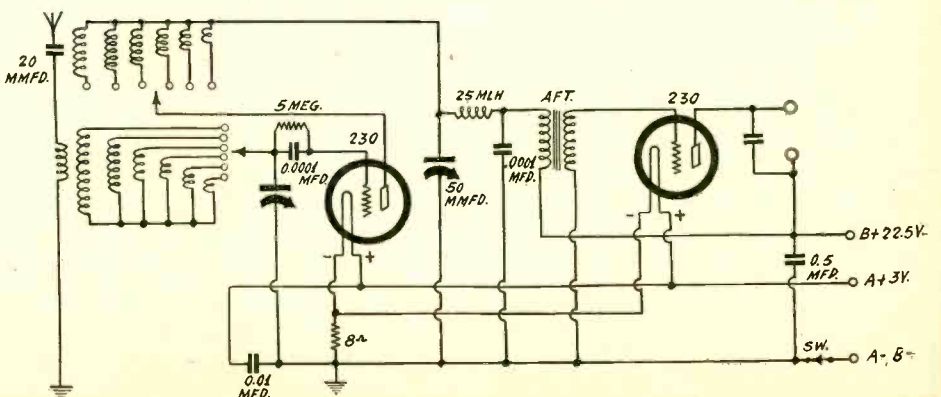 20
MMFD.
5 MEG.
0.0001
MFD.
230
- +
8Ω
0.01
MFD.
25 MLH
50
MMFD.
.0001
MFD.
AFT.
230
- +
B+22.5V-
0.5
MFD.
A+3V.
SW.
A-, B-